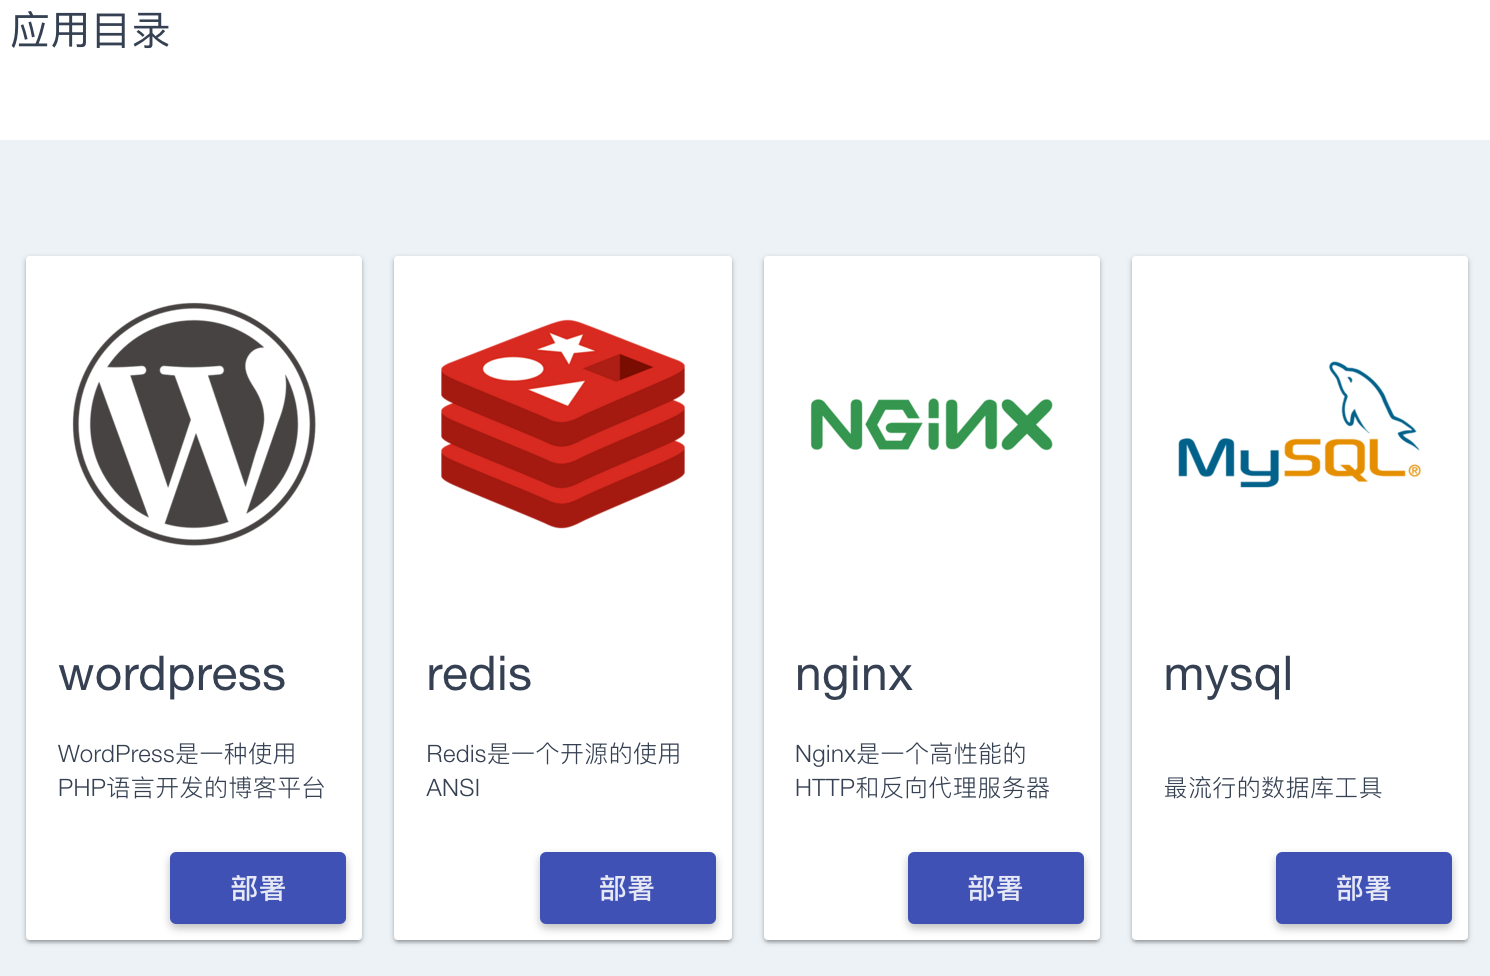 应用目录
NGiNX
MySQL®
wordpress
redis
nginx
mysql
WordPress是一种使用
PHP语言开发的博客平台
Redis是一个开源的使用
ANSI
Nginx是一个高性能的
HTTP和反向代理服务器
最流行的数据库工具
部署
部署
部署
部署